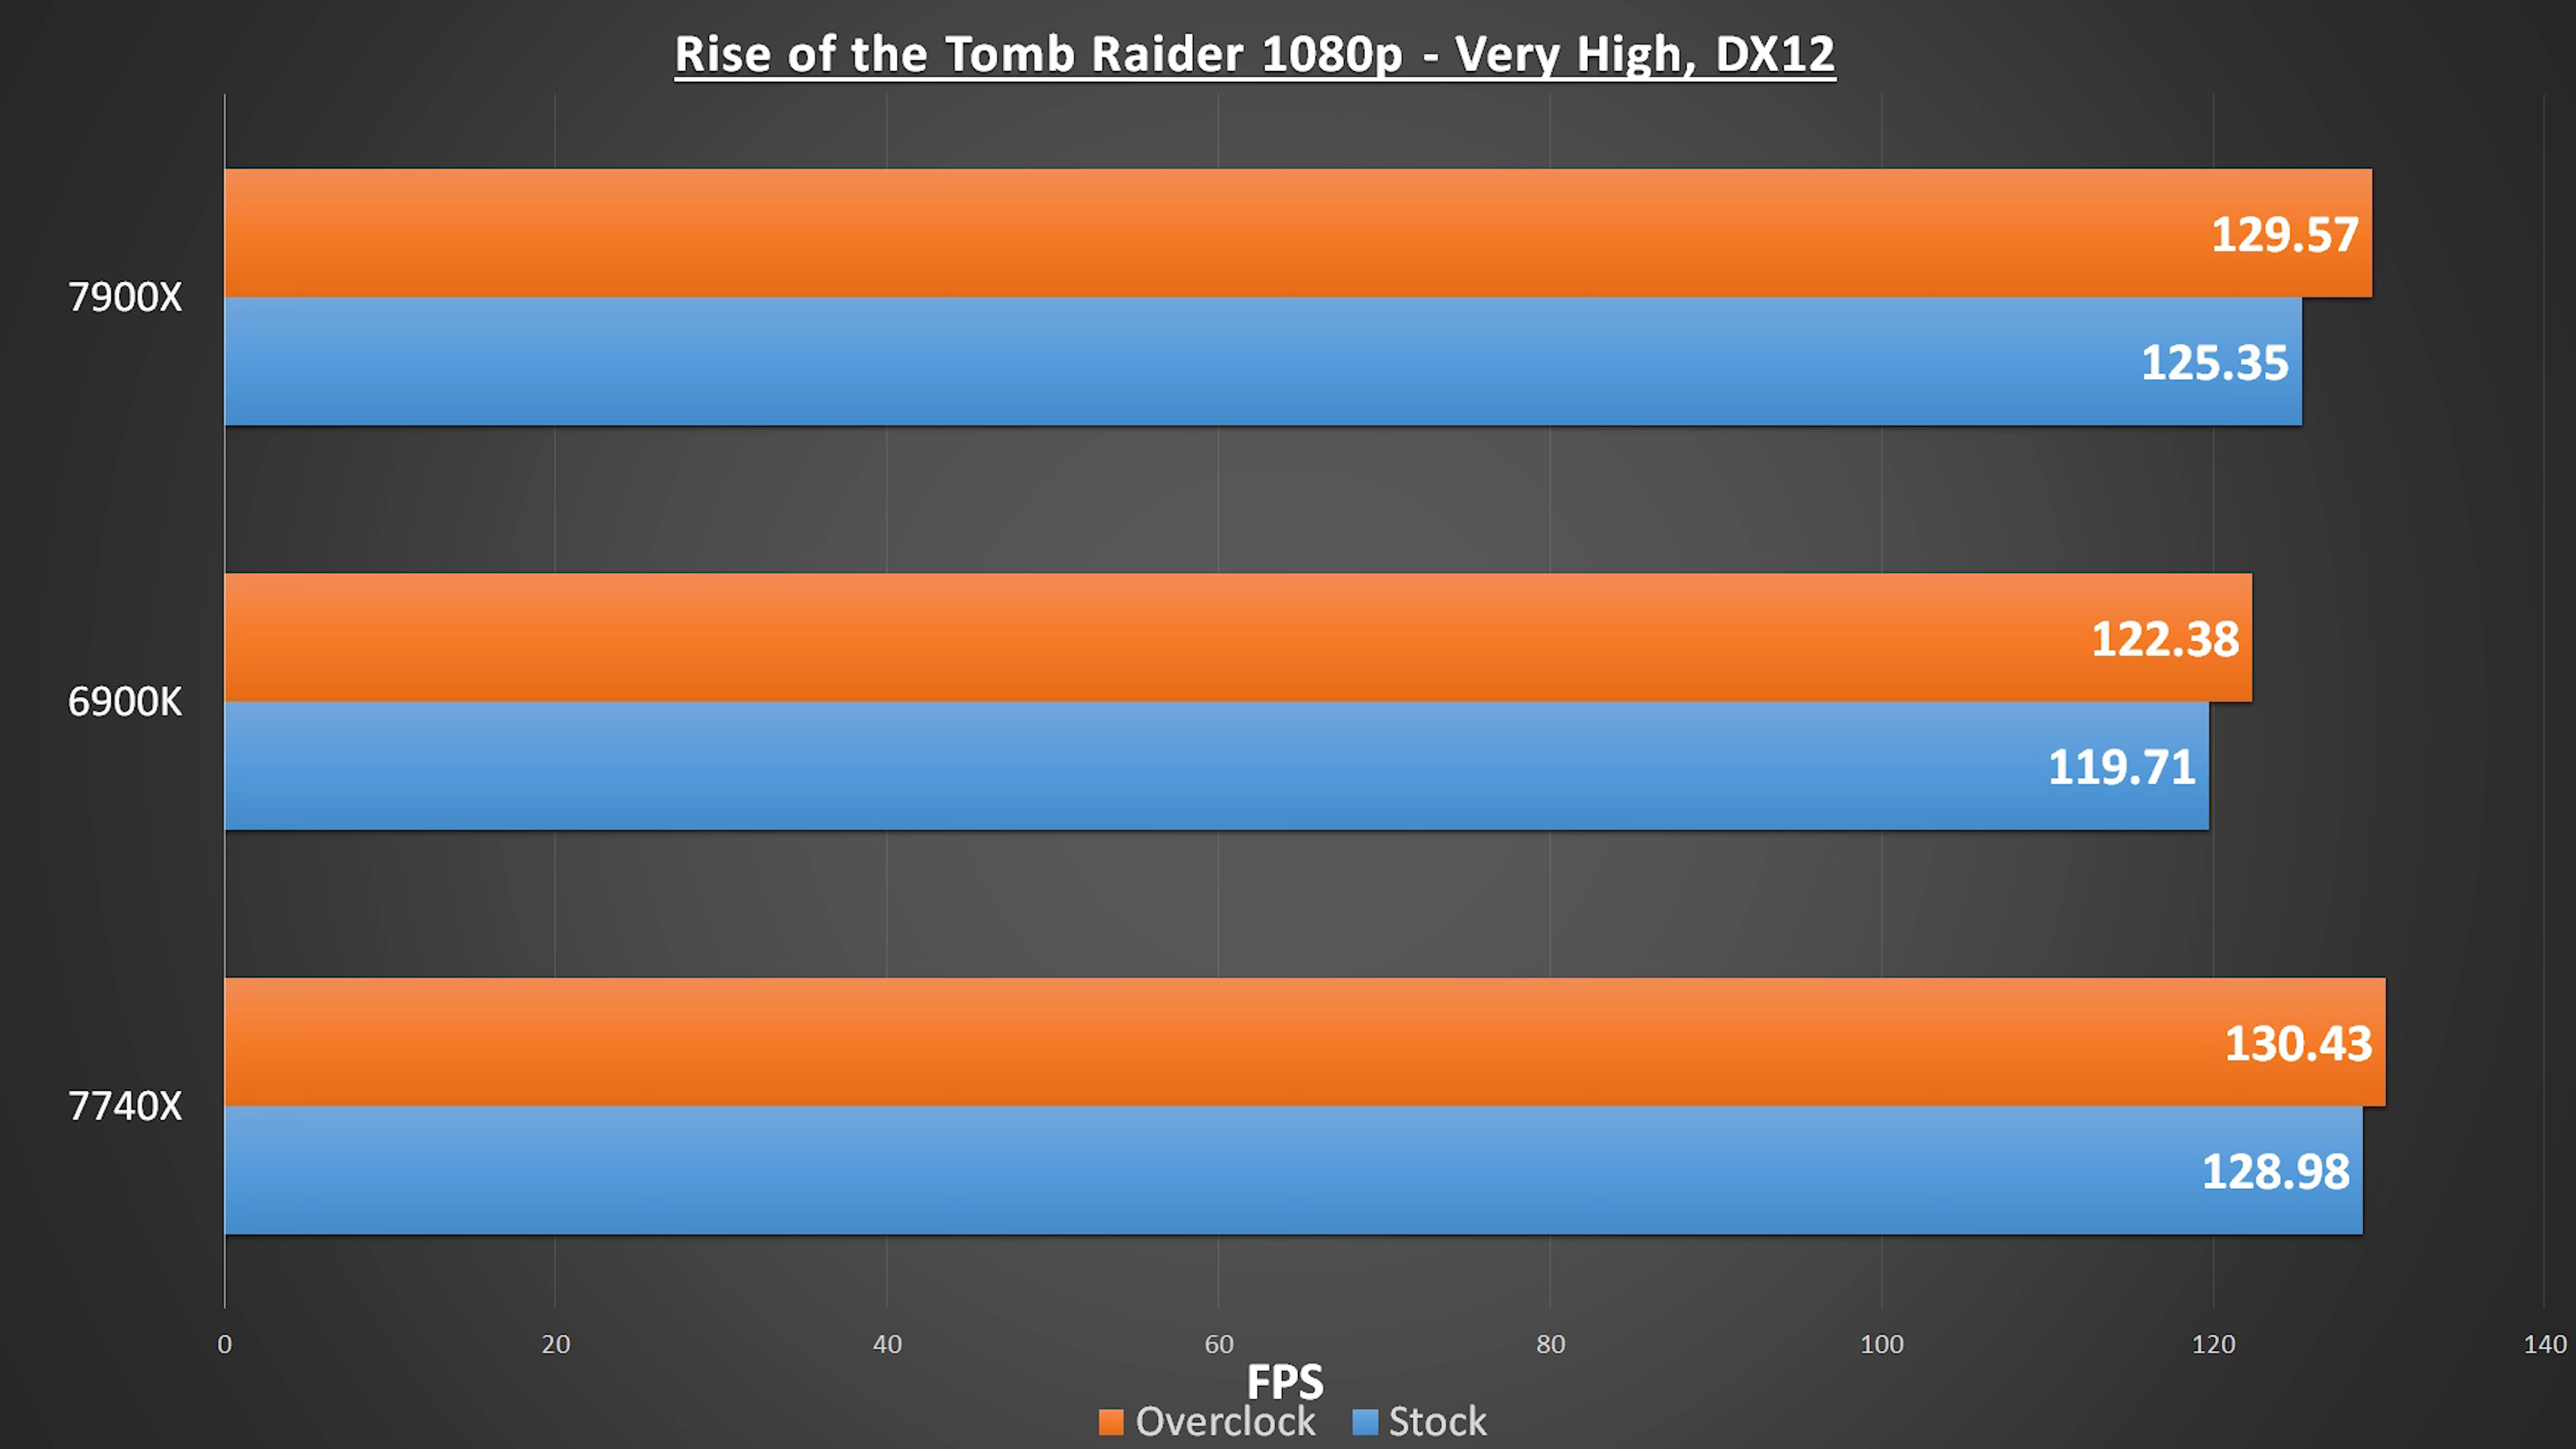 Rise of the Tomb Raider 1080p - Very High, DX12
7900X
129.57
125.35
6900K
122.38
119.71
7740X
130.43
128.98
0 20 40 60 80 100 120 140
FPS
Overclock Stock